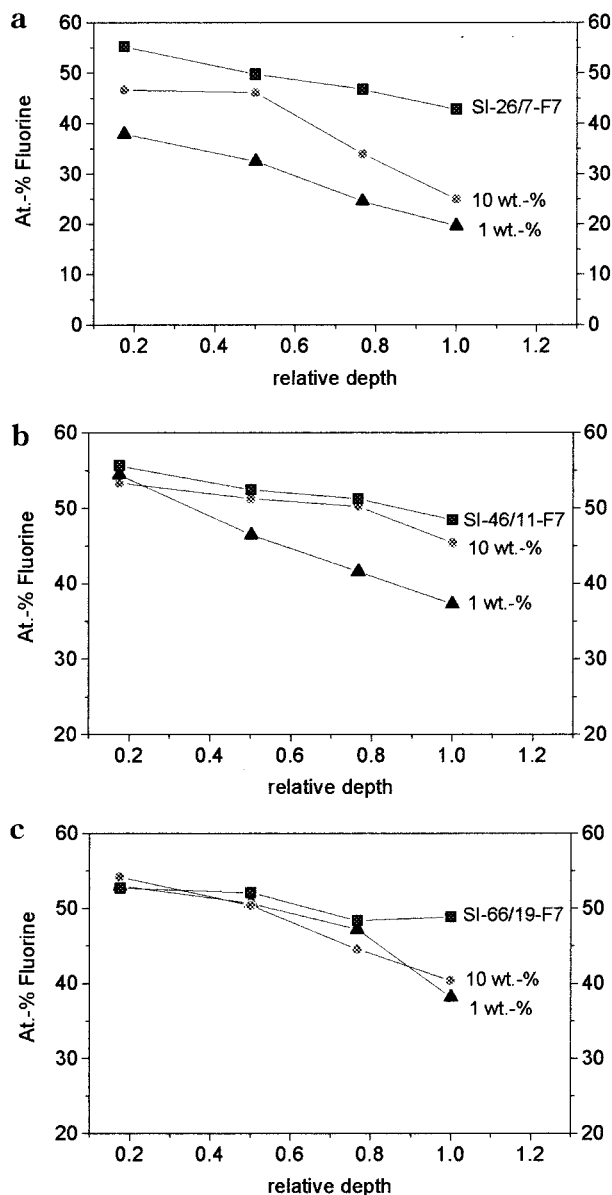 a
60 60
50 50
SI-26/7-F7
40 40
At.-% Fluorine
30 30
10 wt.-%
20 20
1 wt.-%
10 10
0 0
0.2 0.4 0.6 0.8 1.0 1.2
relative depth
b
60 60
50 50
SI-46/11-F7
10 wt.-%
At.-% Fluorine
40 40
1 wt.-%
30 30
20 20
0.2 0.4 0.6 0.8 1.0 1.2
relative depth
c
60 60
50 50
SI-66/19-F7
At.-% Fluorine
40 40
10 wt.-%
1 wt.-%
30 30
20 20
0.2 0.4 0.6 0.8 1.0 1.2
relative depth